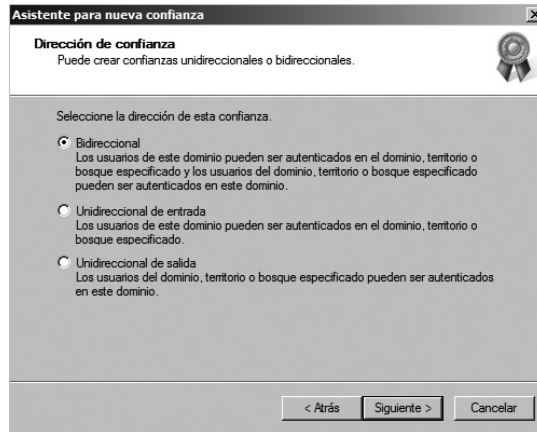 Asistente para nueva confianza
Dirección de confianza
Puede crear confianzas unidireccionales o bidireccionales.
Seleccione la dirección de esta confianza.
Bidireccional
Los usuarios de este dominio pueden ser autenticados en el dominio, territorio o
bosque especificado y los usuarios del dominio, territorio o bosque especificado
pueden ser autenticados en este dominio.
Unidireccional de entrada
Los usuarios de este dominio pueden ser autenticados en el dominio, territorio o
bosque especificado.
Unidireccional de salida
Los usuarios del dominio, territorio o bosque especificado pueden ser autenticados
en este dominio.
< Atrás Siguiente > Cancelar